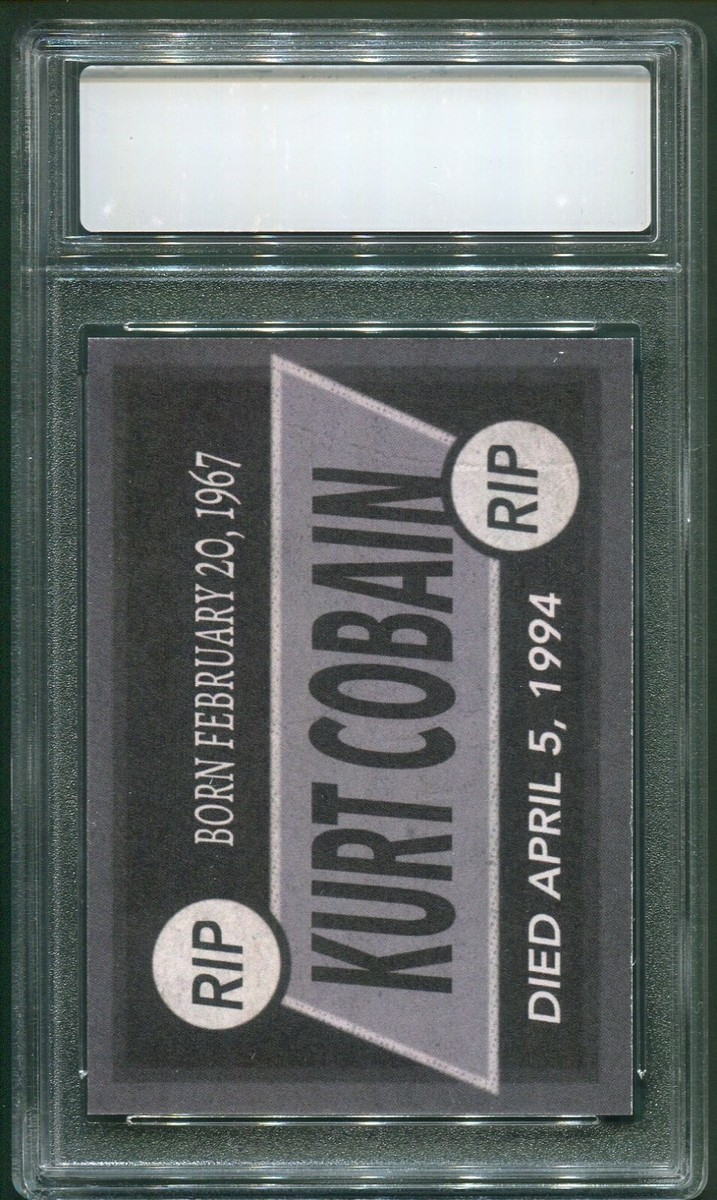 RIP
BORN FEBRUARY 20, 1967
KURT COBAIN
RIP
DIED APRIL 5, 1994